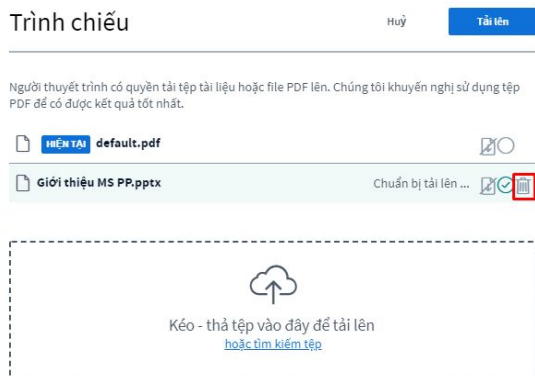 Trình chiếu
Huỷ
Tải lên
Người thuyết trình có quyền tải tệp tài liệu hoặc file PDF lên. Chúng tôi khuyến nghị sử dụng tệp
PDF để có được kết quả tốt nhất.
HIỆN TẠI default.pdf
Giới thiệu MS PP.pptx Chuẩn bị tải lên ...
Kéo - thả tệp vào đây để tải lên
hoặc tìm kiếm tệp